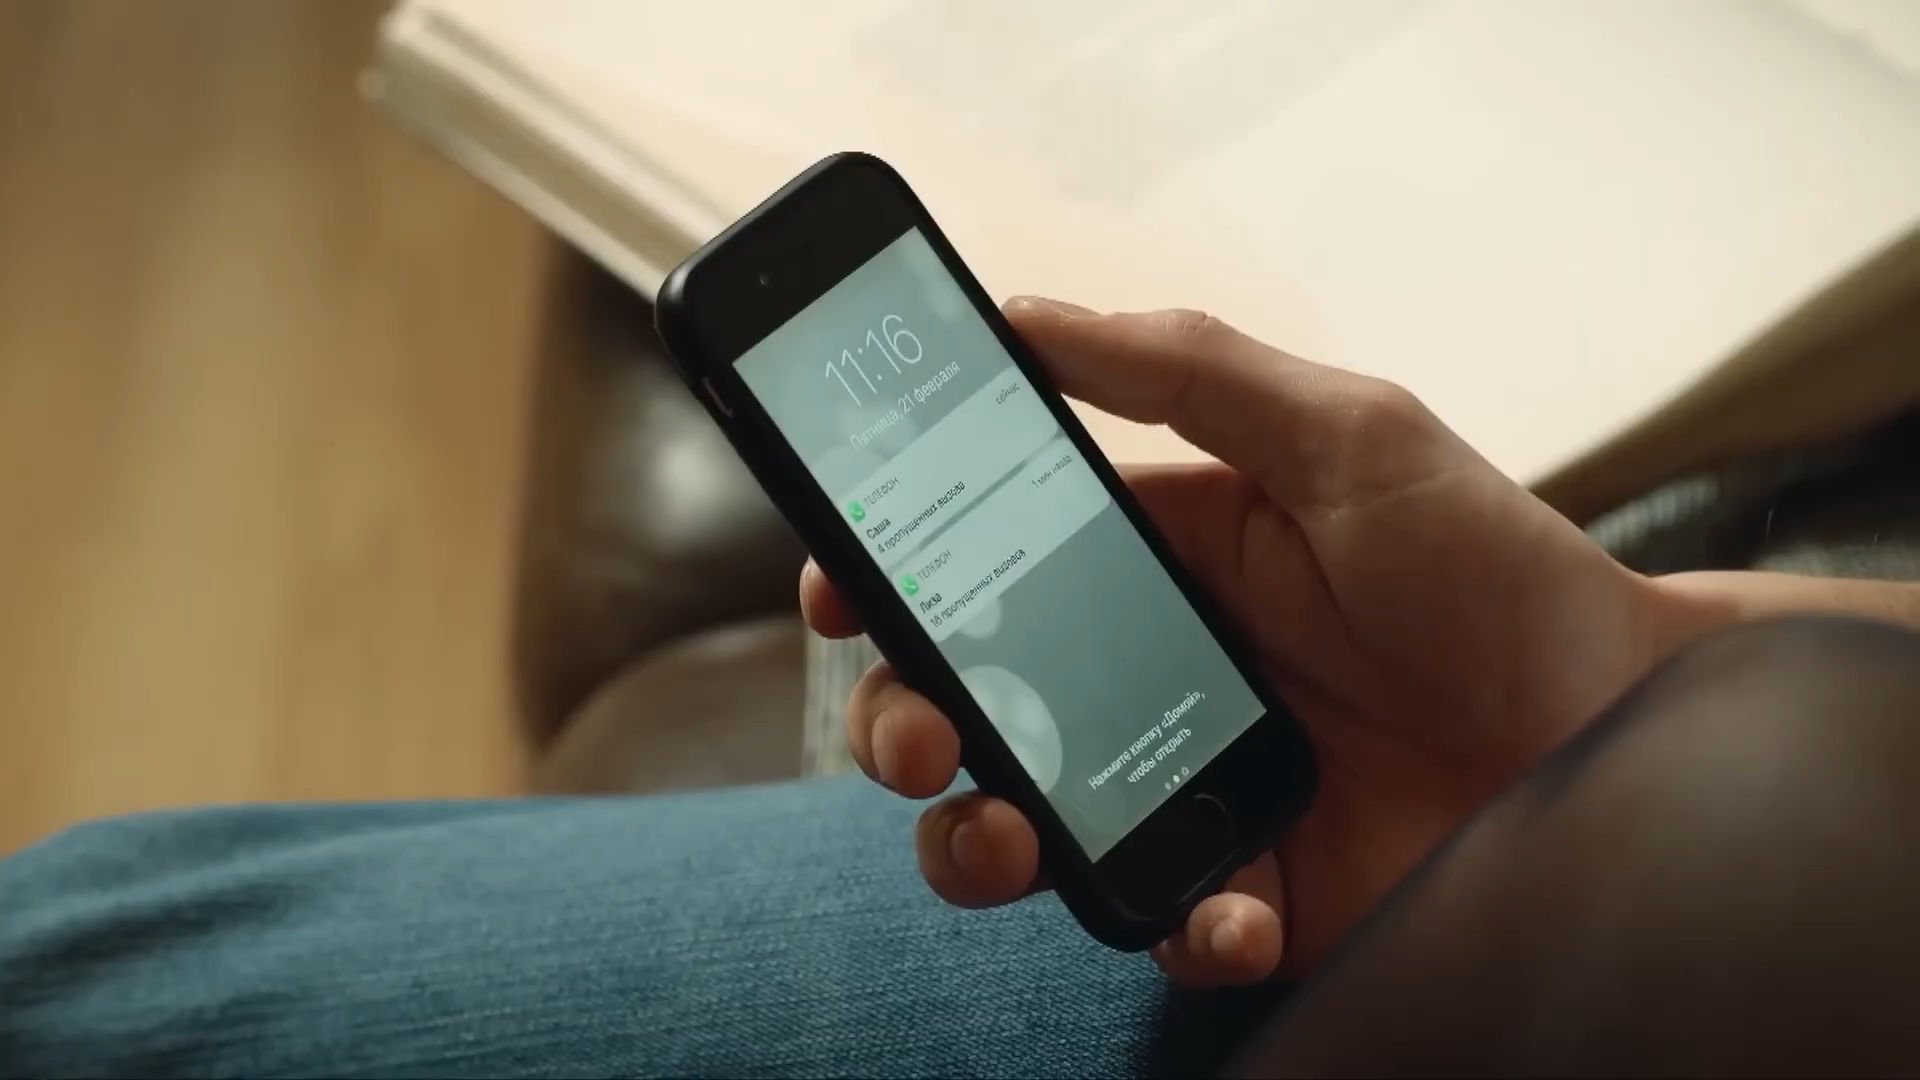 11:16
Пятница, 21 февраля
ТЕЛЕФОН
сейчас
Саша
4 пропущенных вызова
ТЕЛЕФОН
1 мин назад
Лиза
16 пропущенных вызовов
Нажмите кнопку «Домой»,
чтобы открыть